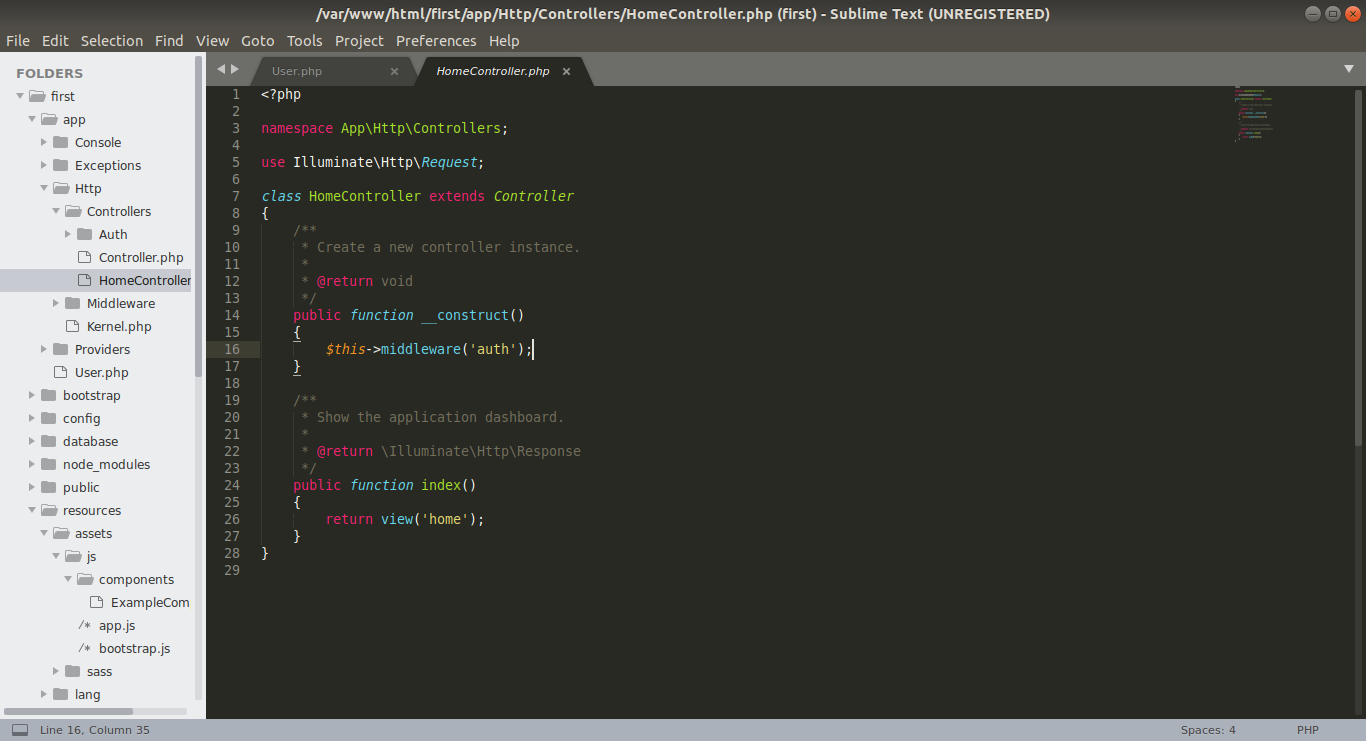 /var/www/html/first/app/Http/Controllers/HomeController.php (first) - Sublime Text (UNREGISTERED)
File Edit Selection Find View Goto Tools Project Preferences Help
FOLDERS
first
app
Console
Exceptions
Http
Controllers
Auth
Controller.php
HomeController
Middleware
Kernel.php
Providers
User.php
bootstrap
config
database
node_modules
public
resources
assets
js
components
ExampleCom
/* app.js
/* bootstrap.js
sass
lang
User.php × HomeController.php ×
1 <?php
2
3 namespace App\Http\Controllers;
4
5 use Illuminate\Http\Request;
6
7 class HomeController extends Controller
8 {
9     /**
10      * Create a new controller instance.
11      *
12      * @return void
13      */
14     public function __construct()
15     {
16         $this->middleware('auth');
17     }
18
19     /**
20      * Show the application dashboard.
21      *
22      * @return \Illuminate\Http\Response
23      */
24     public function index()
25     {
26         return view('home');
27     }
28 }
29
Line 16, Column 35 Spaces: 4 PHP